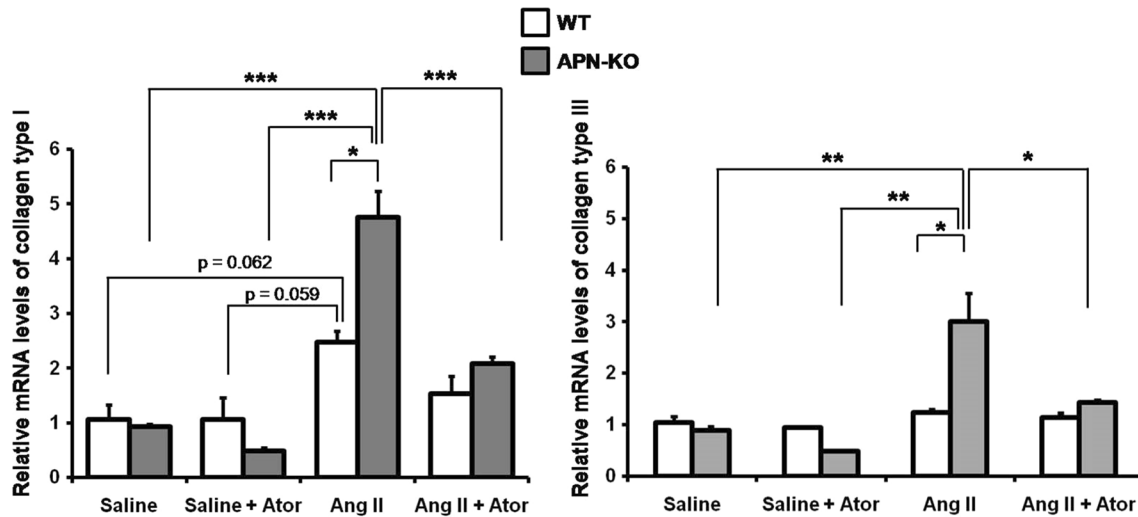 WT
APN-KO
Relative mRNA levels of collagen type I
6
5
4
3
2
1
0
***
***
***
*
p = 0.062
p = 0.059
Saline
Saline + Ator
Ang II
Ang II + Ator
Relative mRNA levels of collagen type III
6
5
4
3
2
1
0
**
*
**
*
Saline
Saline + Ator
Ang II
Ang II + Ator